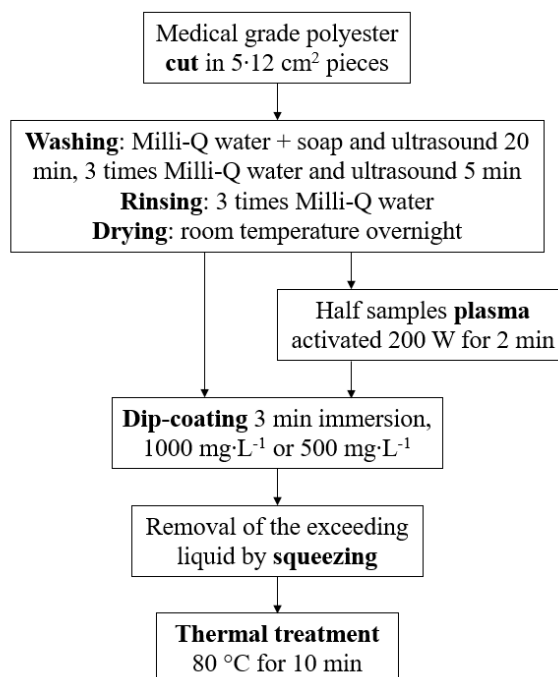 Medical grade polyester
cut in 5·12 cm² pieces
Washing: Milli-Q water + soap and ultrasound 20
min, 3 times Milli-Q water and ultrasound 5 min
Rinsing: 3 times Milli-Q water
Drying: room temperature overnight
Half samples plasma
activated 200 W for 2 min
Dip-coating 3 min immersion,
1000 mg·L⁻¹ or 500 mg·L⁻¹
Removal of the exceeding
liquid by squeezing
Thermal treatment
80 °C for 10 min